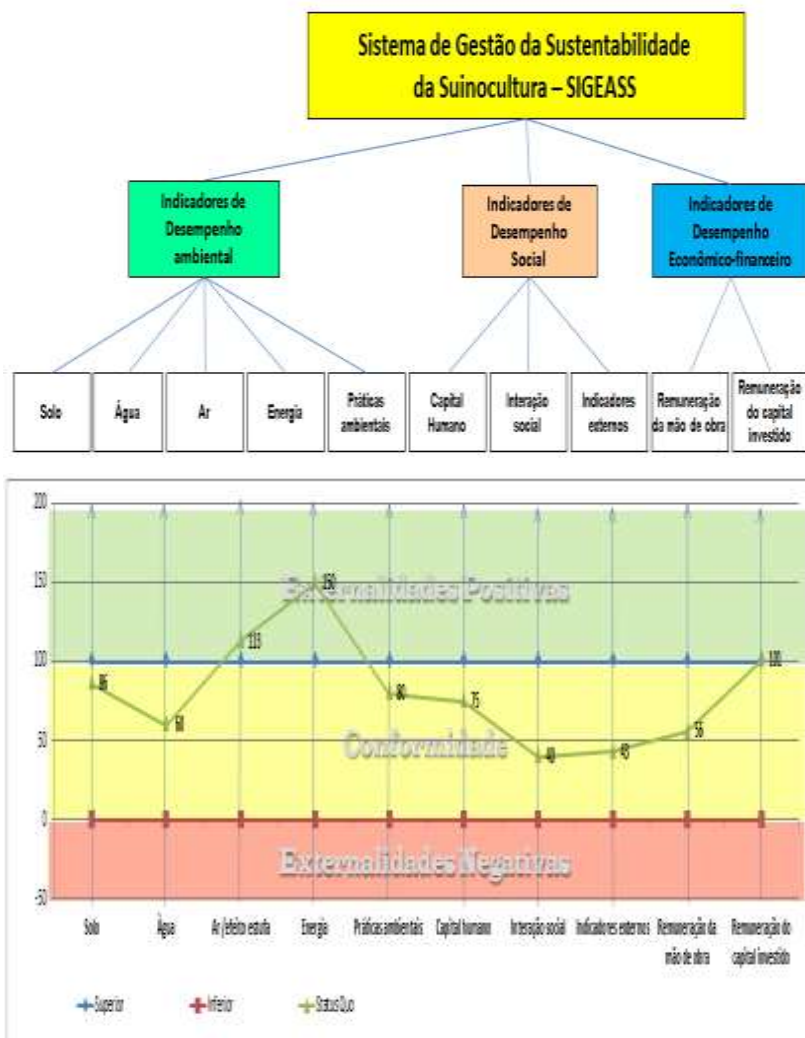 Sistema de Gestão da Sustentabilidade
da Suinocultura – SIGEASS
Indicadores de
Desempenho
ambiental
Indicadores de
Desempenho
Social
Indicadores de
Desempenho
Econômico-financeiro
Solo
Água
Ar
Energia
Práticas
ambientais
Capital
Humano
Interação
social
Indicadores
externos
Remuneração
da mão de obra
Remuneração
do capital
investido
200
150
100
50
0
-50
Externalidades Positivas
Conformidade
Externalidades Negativas
86
60
113
150
80
75
40
43
56
Solo
Água
Ar /efeito estufa
Energia
Práticas ambientais
Capital humano
Interação social
Indicadores externos
Remuneração da
mão de obra
Remuneração do
capital investido
Superior
Inferior
Status Quo